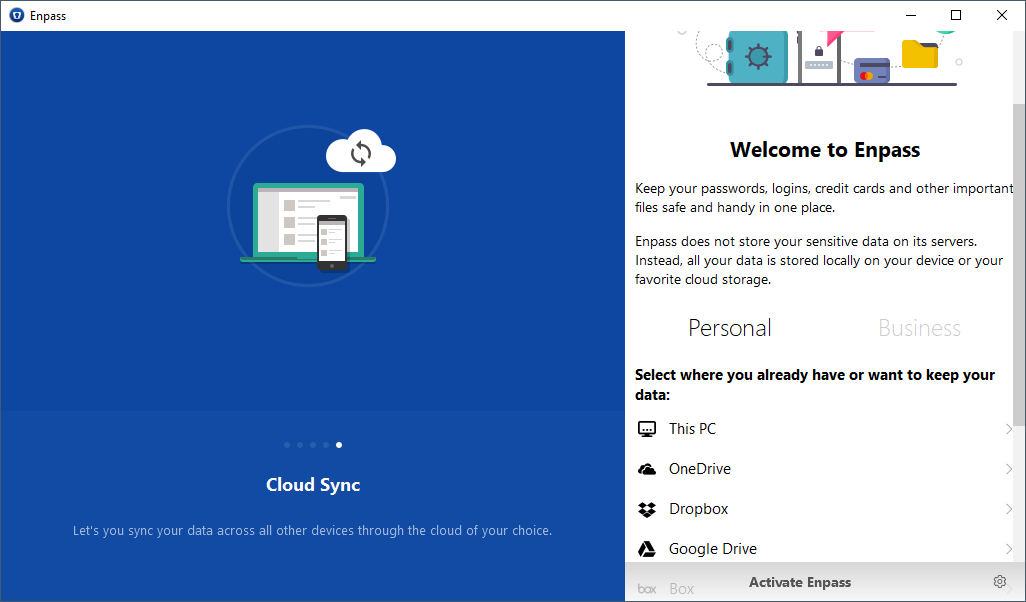 Enpass
Cloud Sync
Let's you sync your data across all other devices through the cloud of your choice.
Welcome to Enpass
Keep your passwords, logins, credit cards and other important
files safe and handy in one place.
Enpass does not store your sensitive data on its servers.
Instead, all your data is stored locally on your device or your
favorite cloud storage.
Personal
Business
Select where you already have or want to keep your
data:
This PC
OneDrive
Dropbox
Google Drive
box Box
Activate Enpass